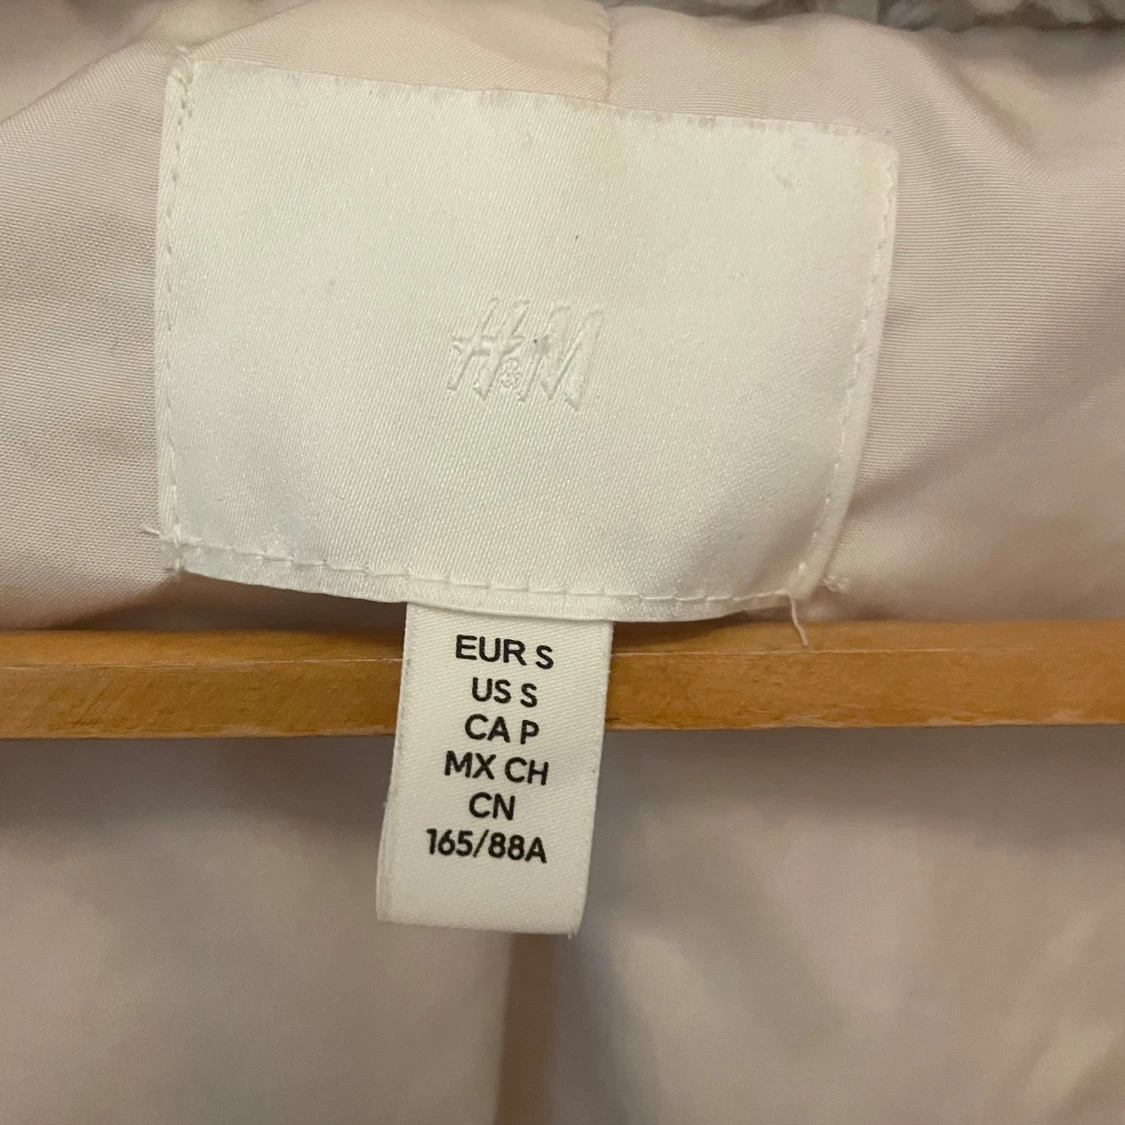 H&M
EUR S
US S
CA P
MX CH
CN
165/88A